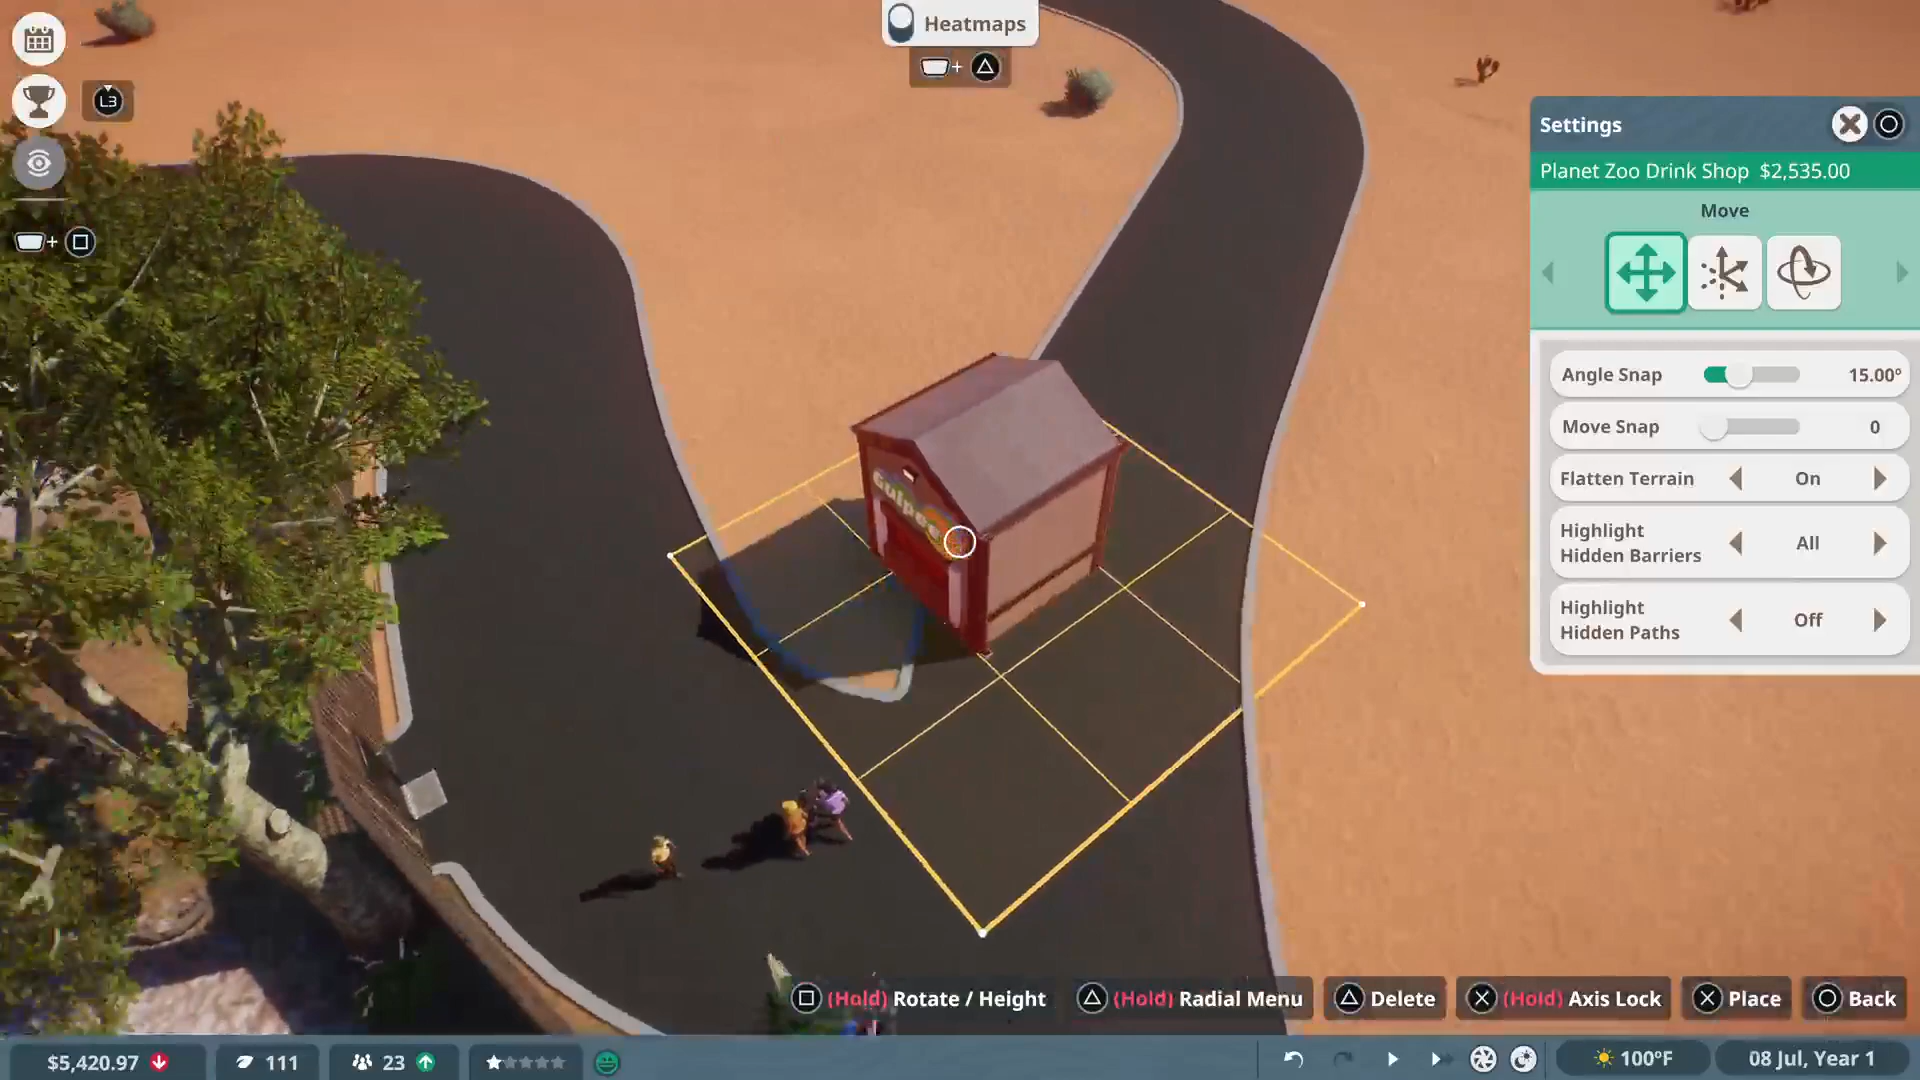 Heatmaps
+
L3
+
Settings
Planet Zoo Drink Shop $2,535.00
Move
Angle Snap 15.00°
Move Snap 0
Flatten Terrain On
Highlight
Hidden Barriers All
Highlight
Hidden Paths Off
Gulpee
(Hold) Rotate / Height (Hold) Radial Menu Delete (Hold) Axis Lock Place Back
$5,420.97 111 23 100°F 08 Jul, Year 1